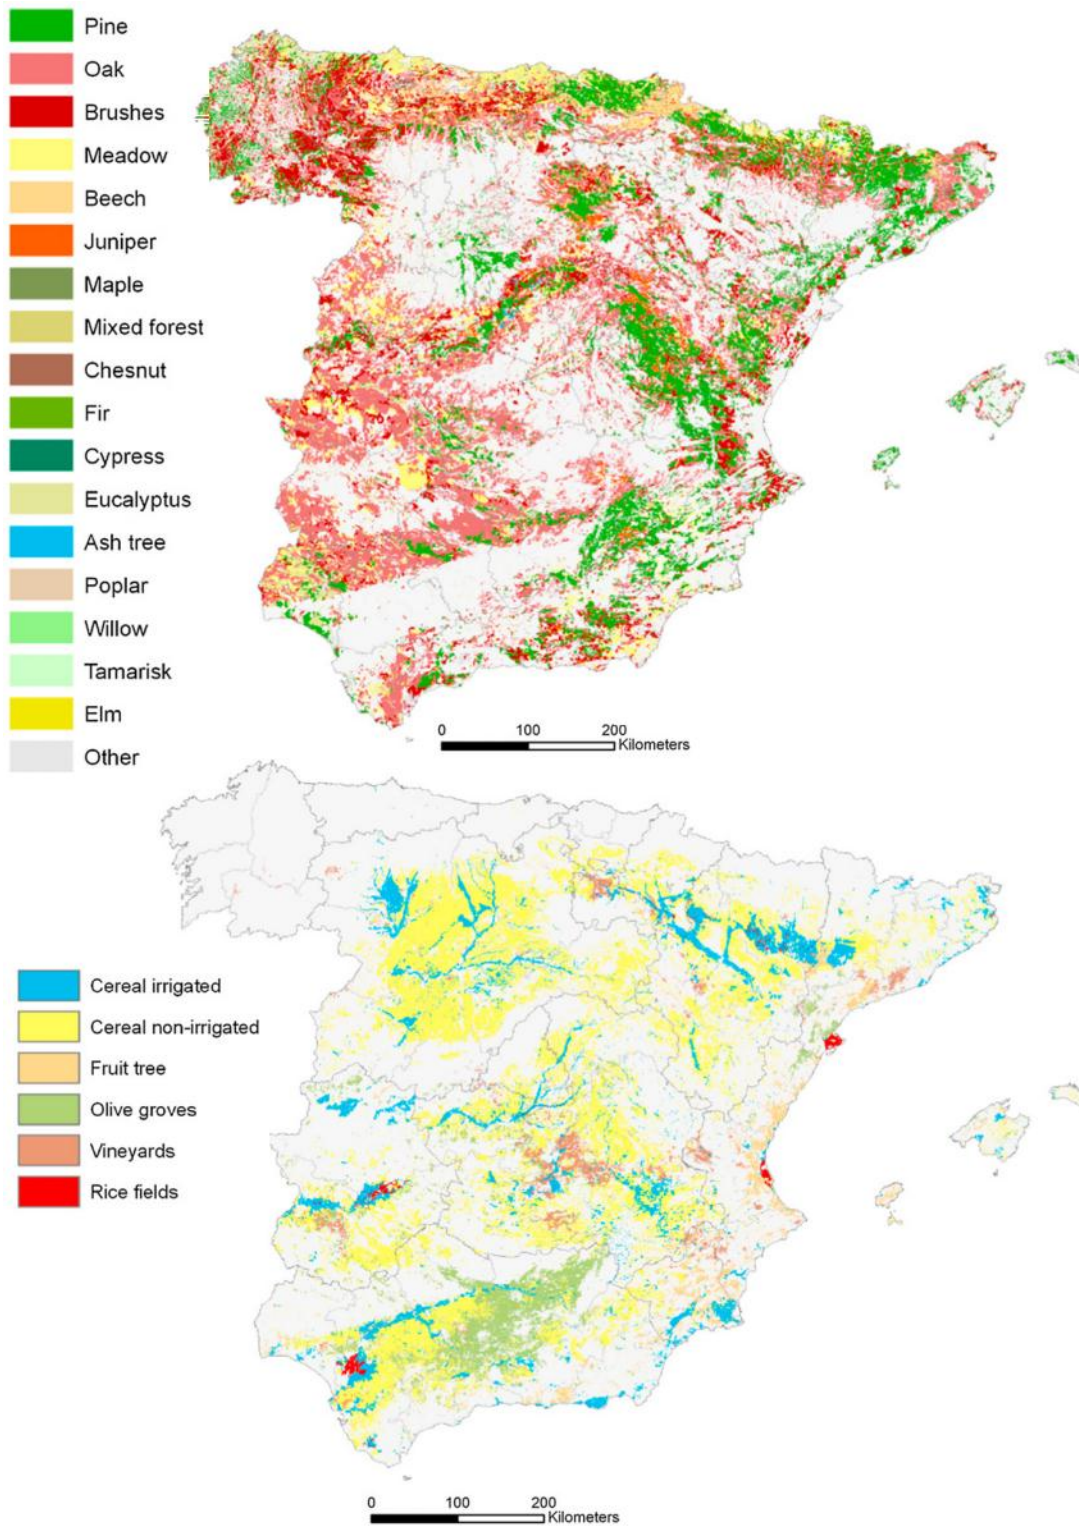 Pine
Oak
Brushes
Meadow
Beech
Juniper
Maple
Mixed forest
Chesnut
Fir
Cypress
Eucalyptus
Ash tree
Poplar
Willow
Tamarisk
Elm
Other
0 100 200
Kilometers
Cereal irrigated
Cereal non-irrigated
Fruit tree
Olive groves
Vineyards
Rice fields
0 100 200
Kilometers